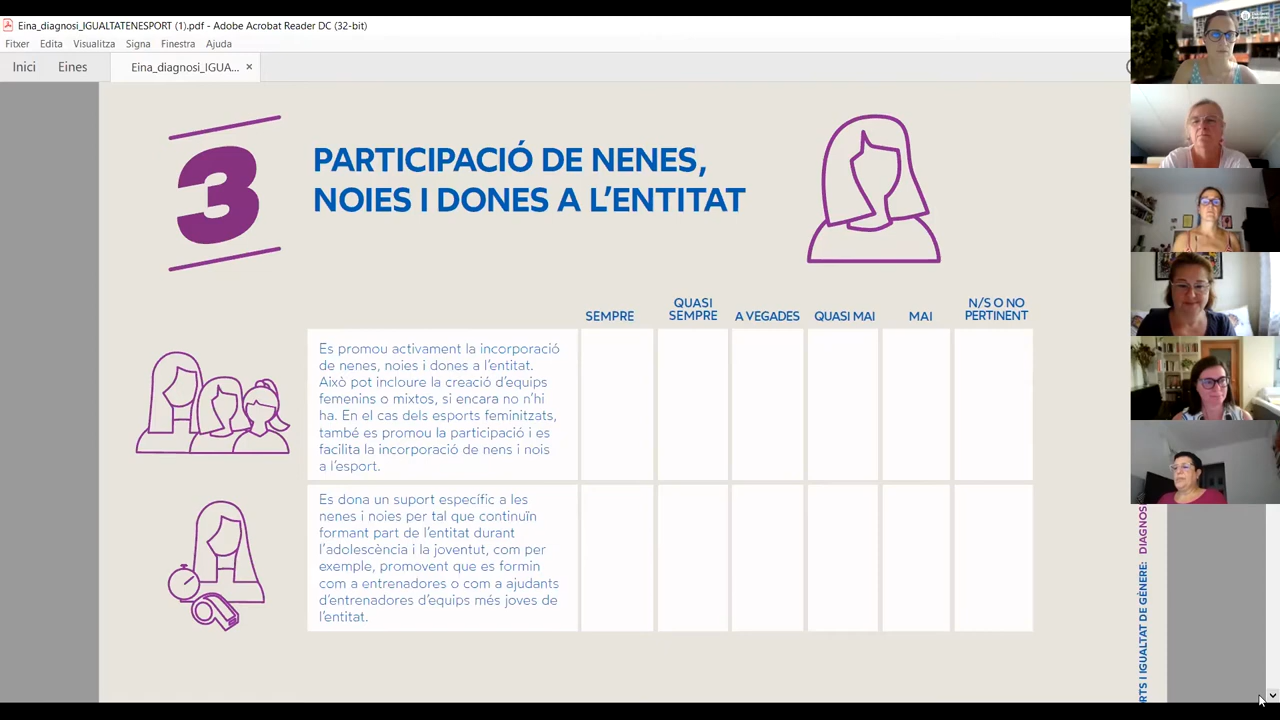 Eina_diagnosi_IGUALTATENESPORT (1).pdf - Adobe Acrobat Reader DC (32-bit)
Fitxer Edita Visualitza Signa Finestra Ajuda
Inici Eines Eina_diagnosi_IGUA... ×
3
PARTICIPACIÓ DE NENES,
NOIES I DONES A L'ENTITAT
SEMPRE
QUASI
SEMPRE
A VEGADES
QUASI MAI
MAI
N/S O NO
PERTINENT
Es promou activament la incorporació
de nenes, noies i dones a l'entitat.
Això pot incloure la creació d'equips
femenins o mixtos, si encara no n'hi
ha. En el cas dels esports feminitzats,
també es promou la participació i es
facilita la incorporació de nens i nois
a l'esport.
Es dona un suport específic a les
nenes i noies per tal que continuïn
formant part de l'entitat durant
l'adolescència i la joventut, com per
exemple, promovent que es formin
com a entrenadores o com a ajudants
d'entrenadores d'equips més joves de
l'entitat.
RTS I IGUALTAT DE GÈNERE: DIAGNOS